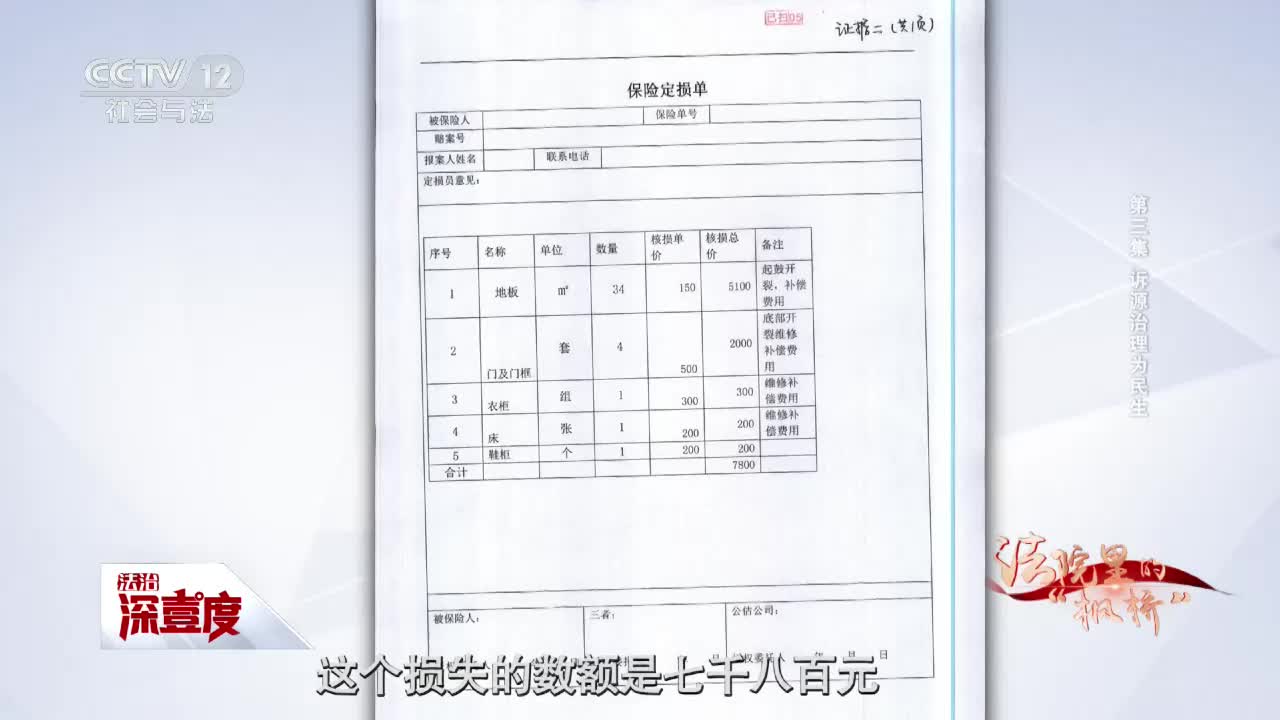 已扫05
证据二(共1页)
CCTV 12
社会与法
保险定损单
被保险人 保险单号
赔案号
报案人姓名 联系电话
定损员意见:
序号 名称 单位 数量 核损单价 核损总价 备注
1 地板 ㎡ 34 150 5100 起鼓开裂,补偿费用
2 门及门框 套 4 500 2000 底部开裂维修补偿费用
3 衣柜 组 1 300 300 维修补偿费用
4 床 张 1 200 200 维修补偿费用
5 鞋柜 个 1 200 200
合计 7800
被保险人: 三者: 公估公司:
权委托人 年 月 日
第三集 诉源治理为民生
法院里的
“枫桥”
法治
深壹度
这个损失的数额是七千八百元